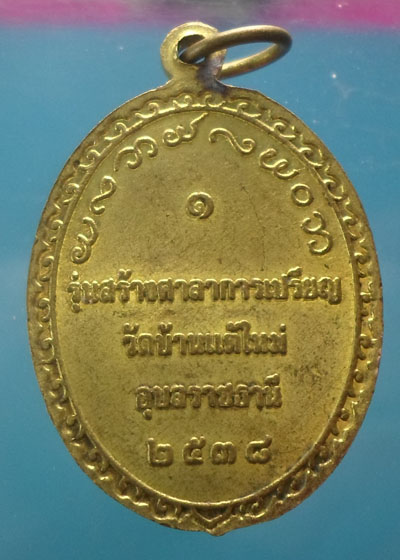 ๑
รุ่นสร้างศาลาการเปรียญ
วัดบ้านแต้ใหม่
อุบลราชธานี
๒๕๓๘